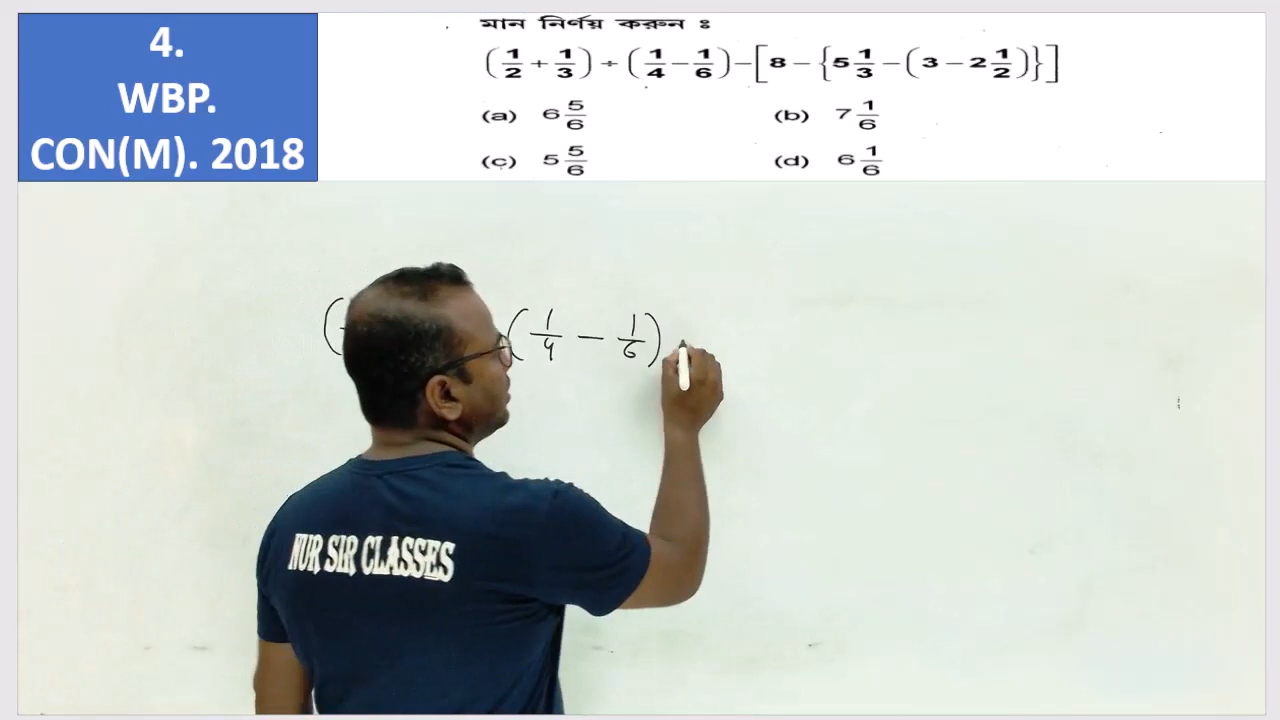 4.
WBP.
CON(M). 2018
মান নির্ণয় করুন ঃ
(1/2 + 1/3) ÷ (1/4 − 1/6) − [8 − {5 1/3 − (3 − 2 1/2)}]
(a) 6 5/6 (b) 7 1/6
(c) 5 5/6 (d) 6 1/6
( (1/4 − 1/6)
NUR SIR CLASSES